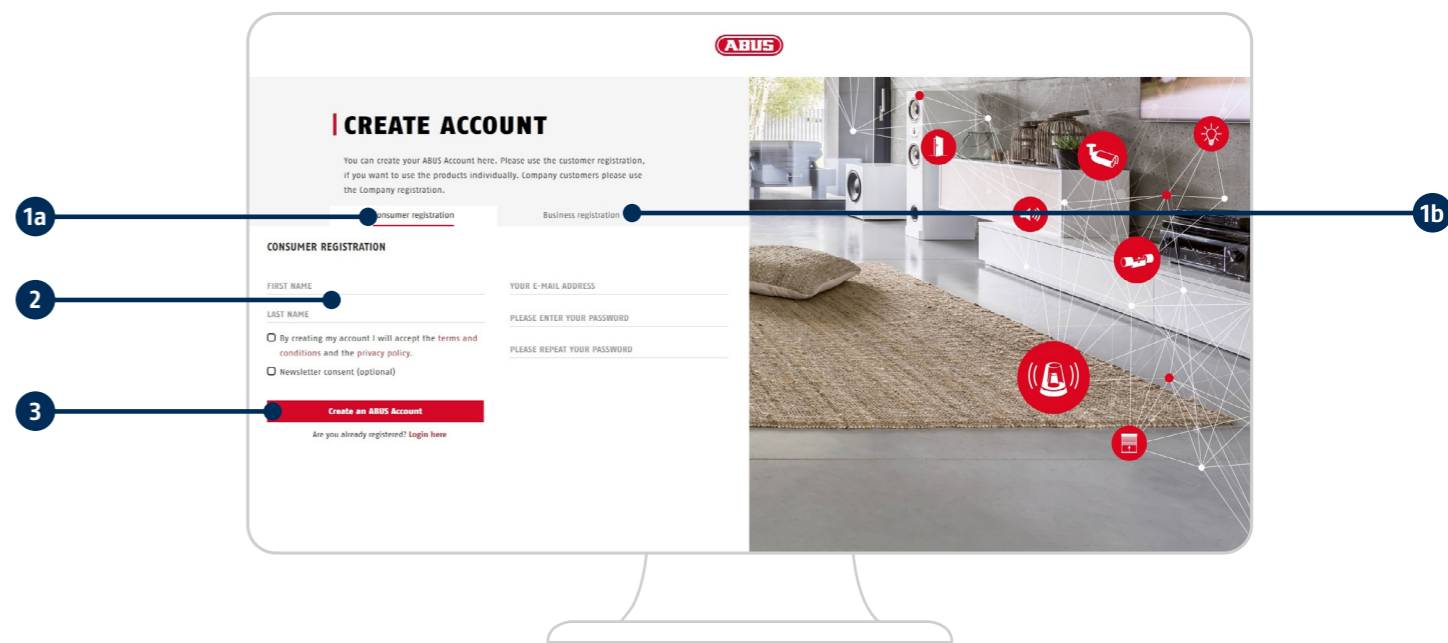 ABUS
CREATE ACCOUNT
You can create your ABUS Account here. Please use the customer registration,
if you want to use the products individually. Company customers please use
the Company registration.
1a
onsumer registration
Business registration
1b
CONSUMER REGISTRATION
2
FIRST NAME
LAST NAME
By creating my account I will accept the terms and
conditions and the privacy policy.
Newsletter consent (optional)
YOUR E-MAIL ADDRESS
PLEASE ENTER YOUR PASSWORD
PLEASE REPEAT YOUR PASSWORD
3
Create an ABUS Account
Are you already registered? Login here